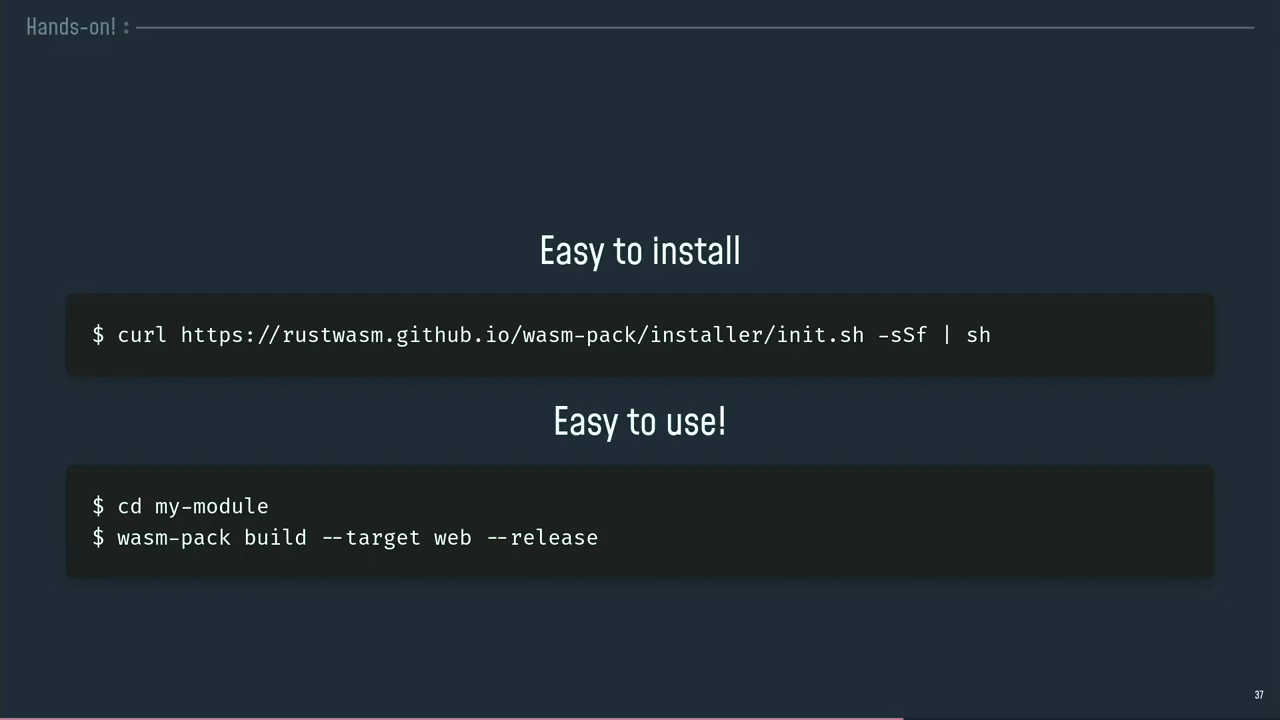 Hands-on! :
Easy to install
$ curl https://rustwasm.github.io/wasm-pack/installer/init.sh -sSf | sh
Easy to use!
$ cd my-module
$ wasm-pack build --target web --release
37